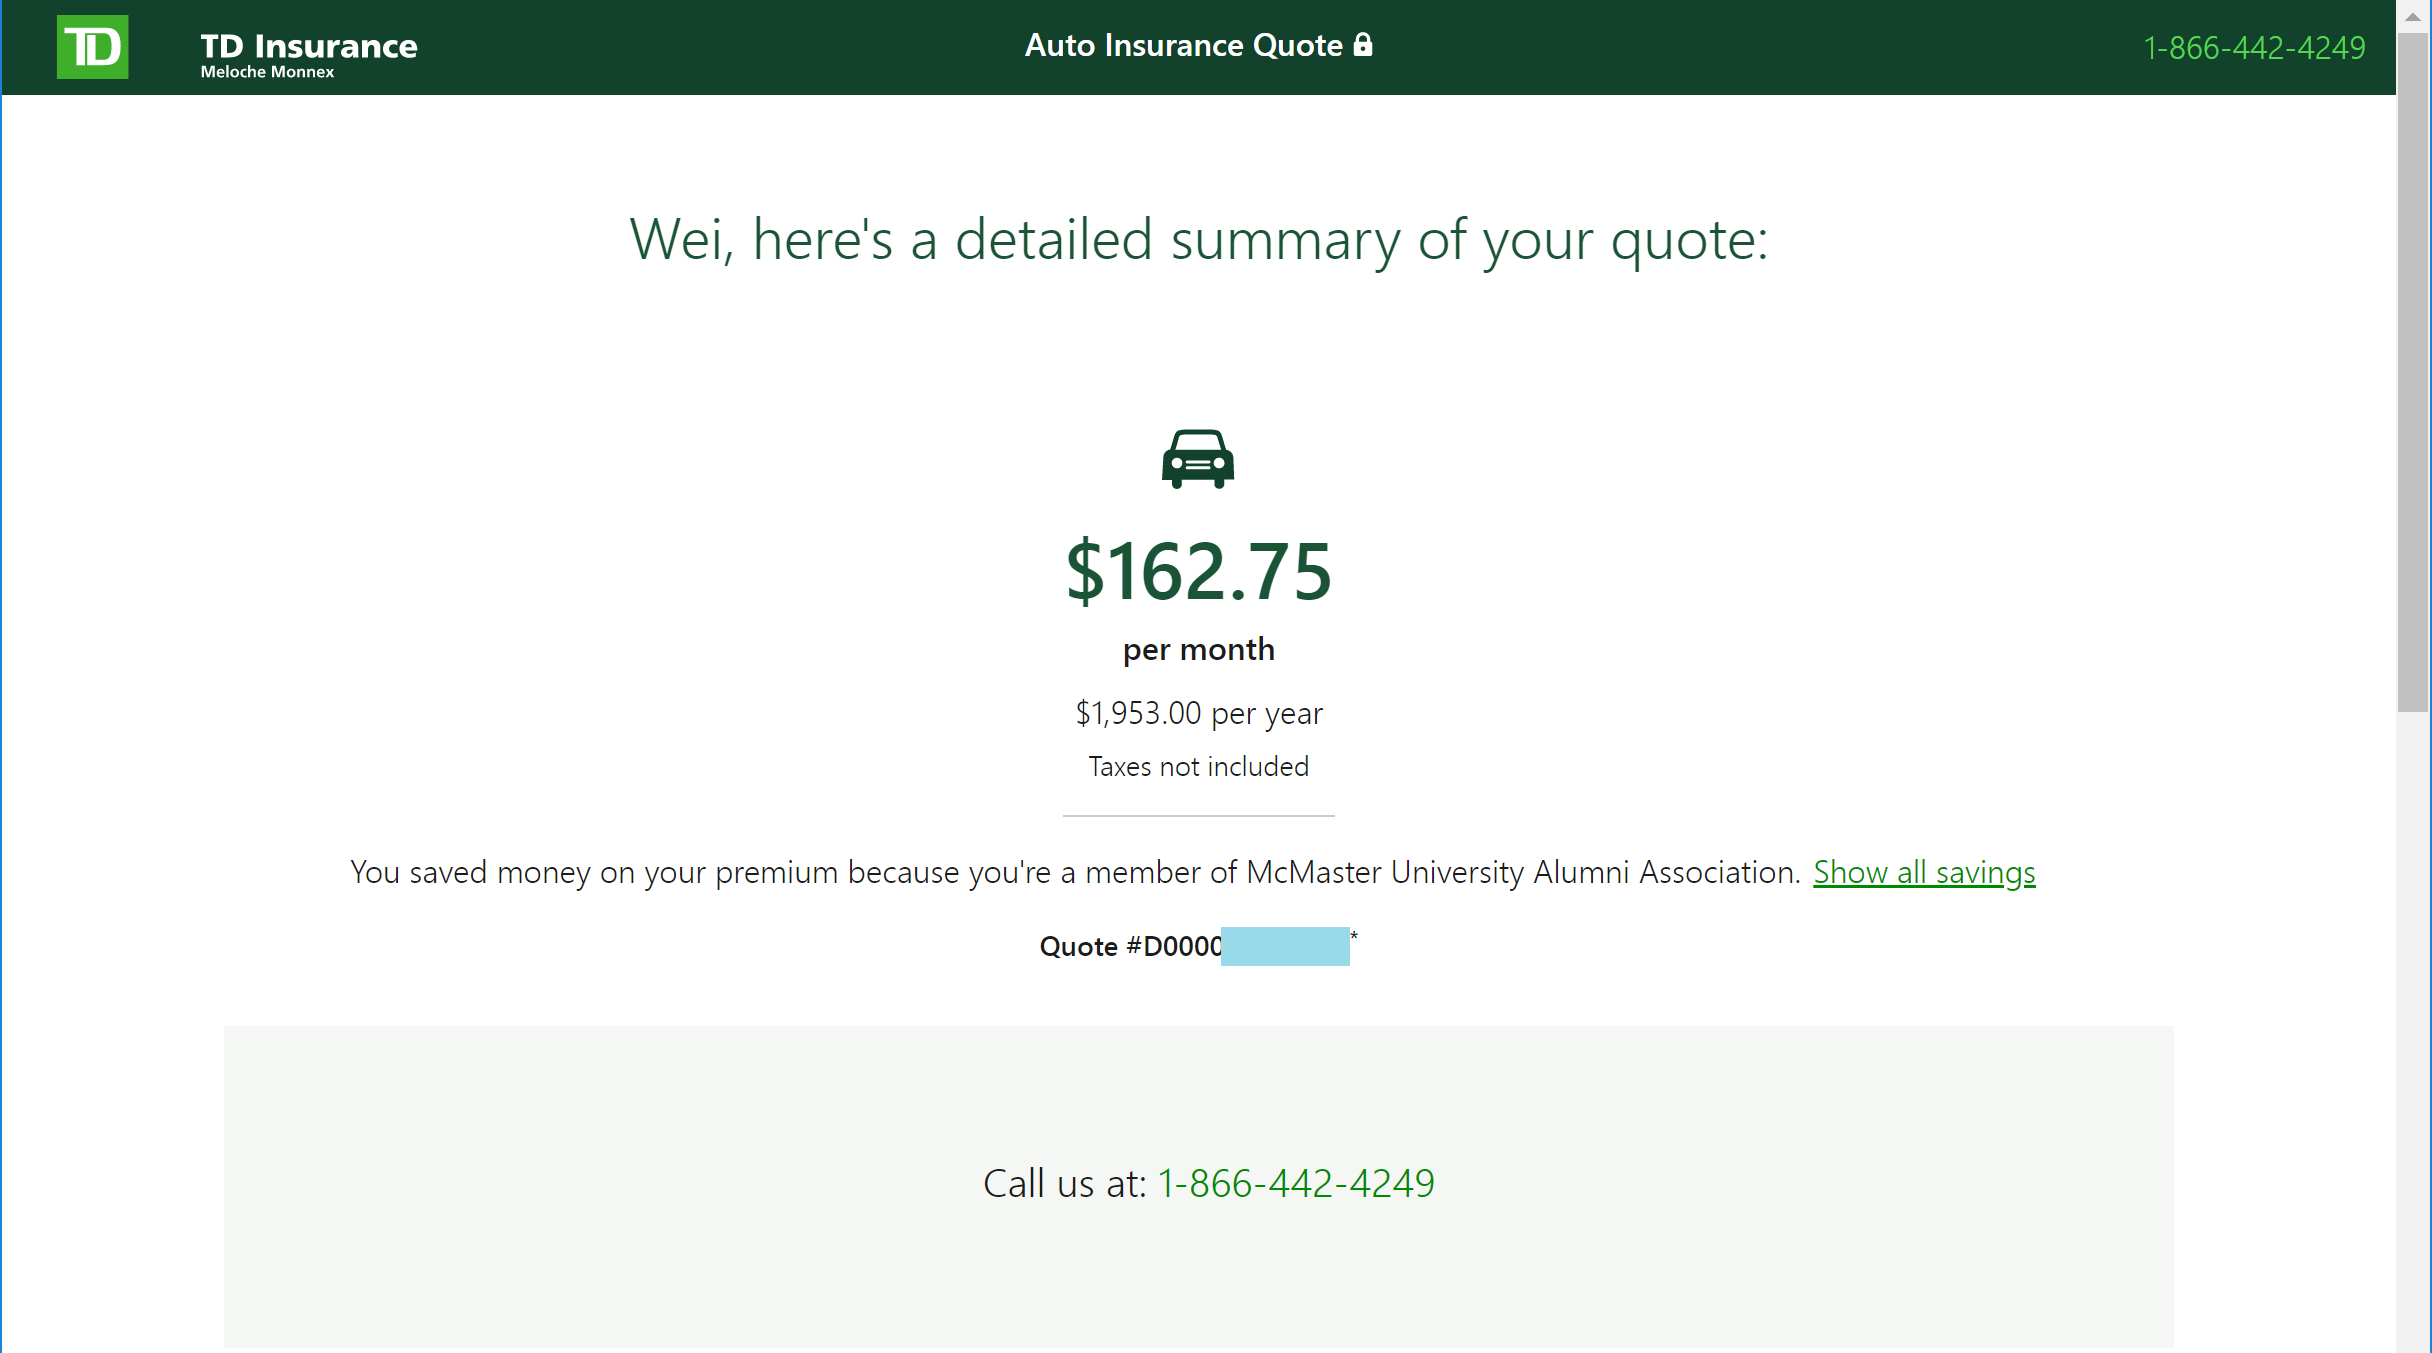 TD
TD Insurance
Meloche Monnex
Auto Insurance Quote
1-866-442-4249
Wei, here's a detailed summary of your quote:
$162.75
per month
$1,953.00 per year
Taxes not included
You saved money on your premium because you're a member of McMaster University Alumni Association. Show all savings
Quote #D0000 *
Call us at: 1-866-442-4249